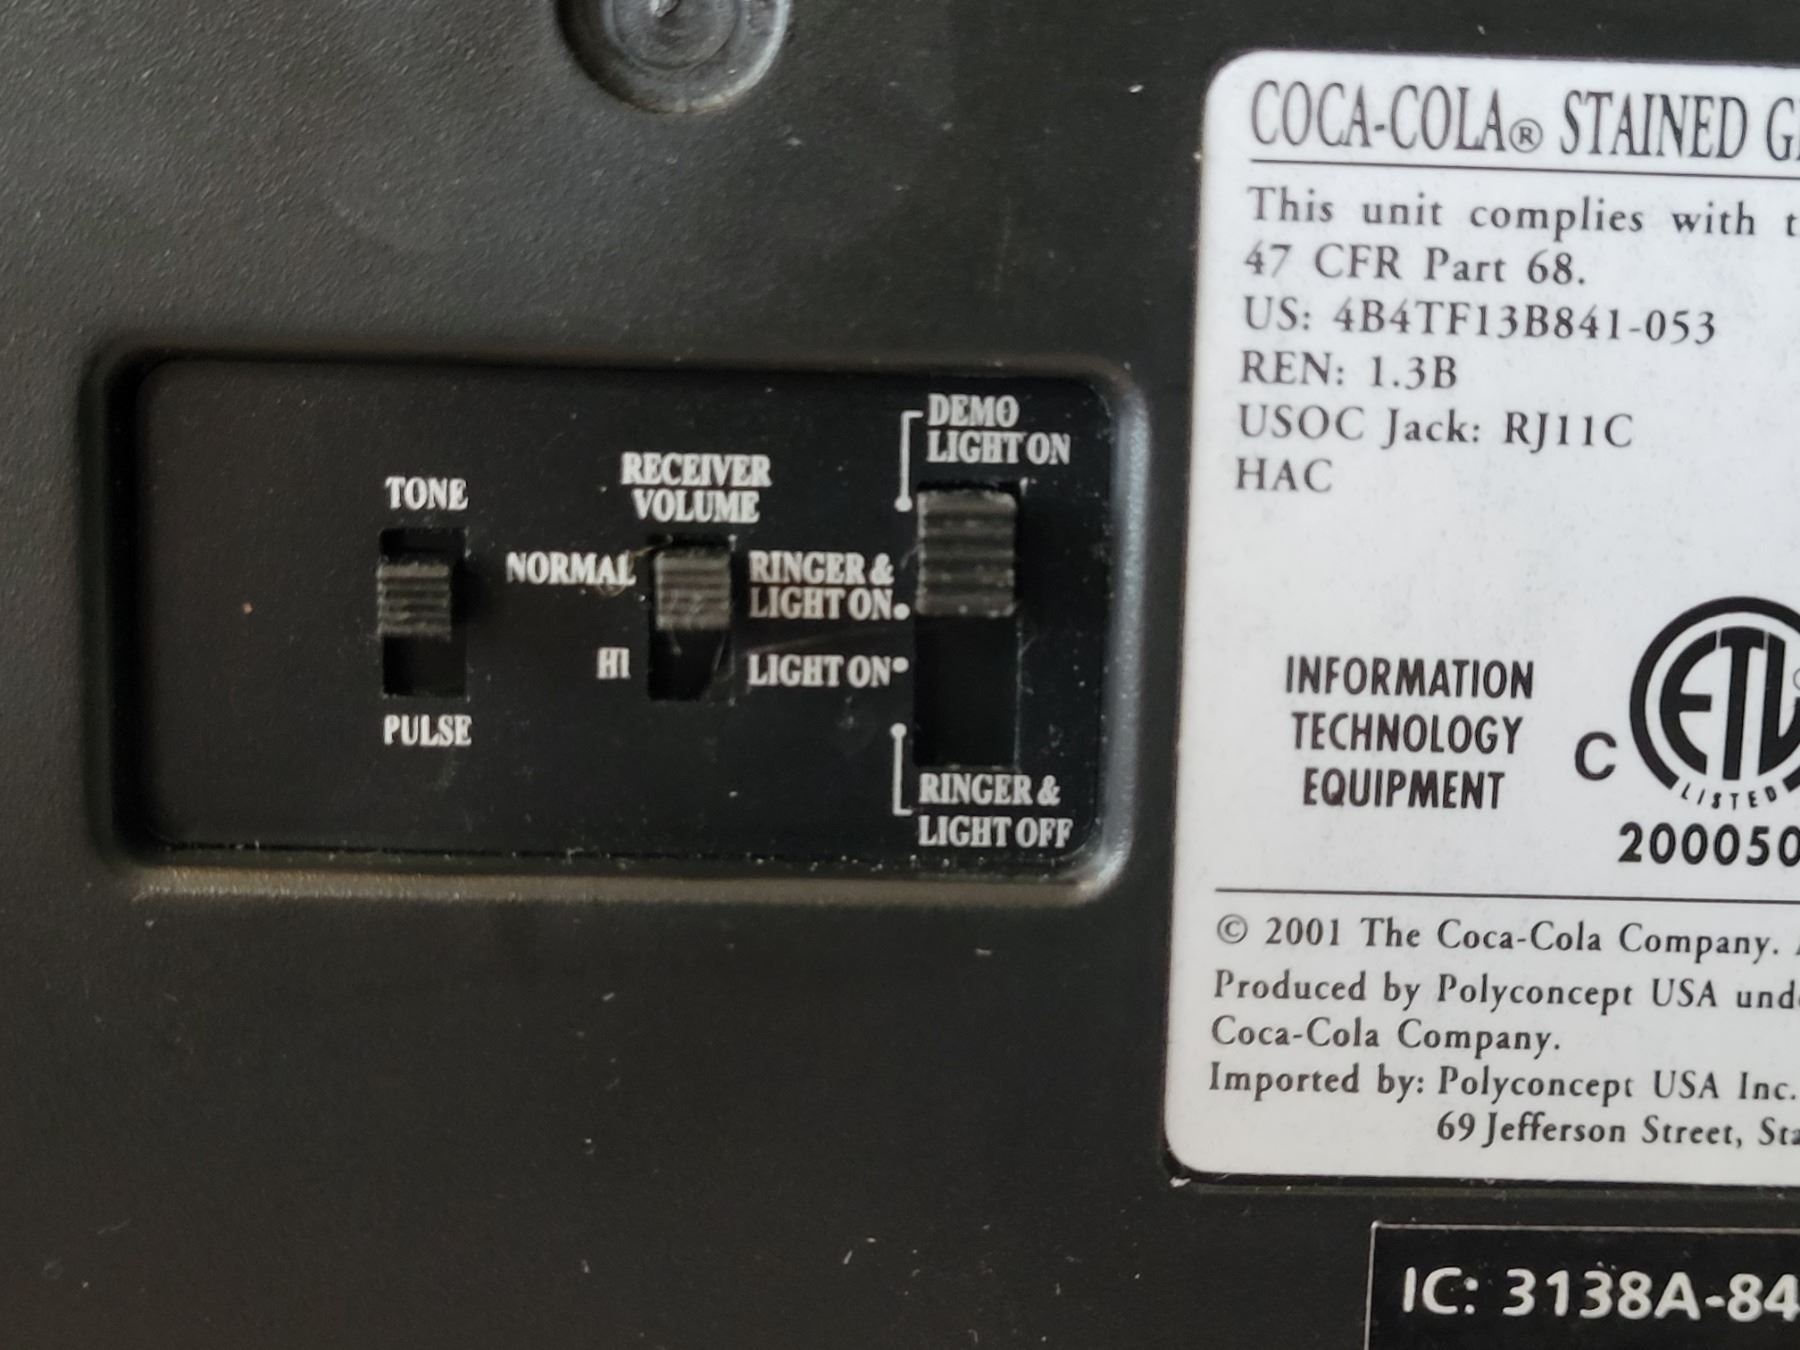 TONE
PULSE
RECEIVER
VOLUME
NORMAL
HI
DEMO
LIGHT ON
RINGER &
LIGHT ON
LIGHT ON
RINGER &
LIGHT OFF
COCA-COLA® STAINED
This unit complies with
47 CFR Part 68.
US: 4B4TF13B841-053
REN: 1.3B
USOC Jack: RJ11C
HAC
INFORMATION
TECHNOLOGY
EQUIPMENT
C
ETL
LISTED
200050
© 2001 The Coca-Cola Company.
Produced by Polyconcept USA
Coca-Cola Company.
Imported by: Polyconcept USA Inc.
69 Jefferson Street,
IC: 3138A-84